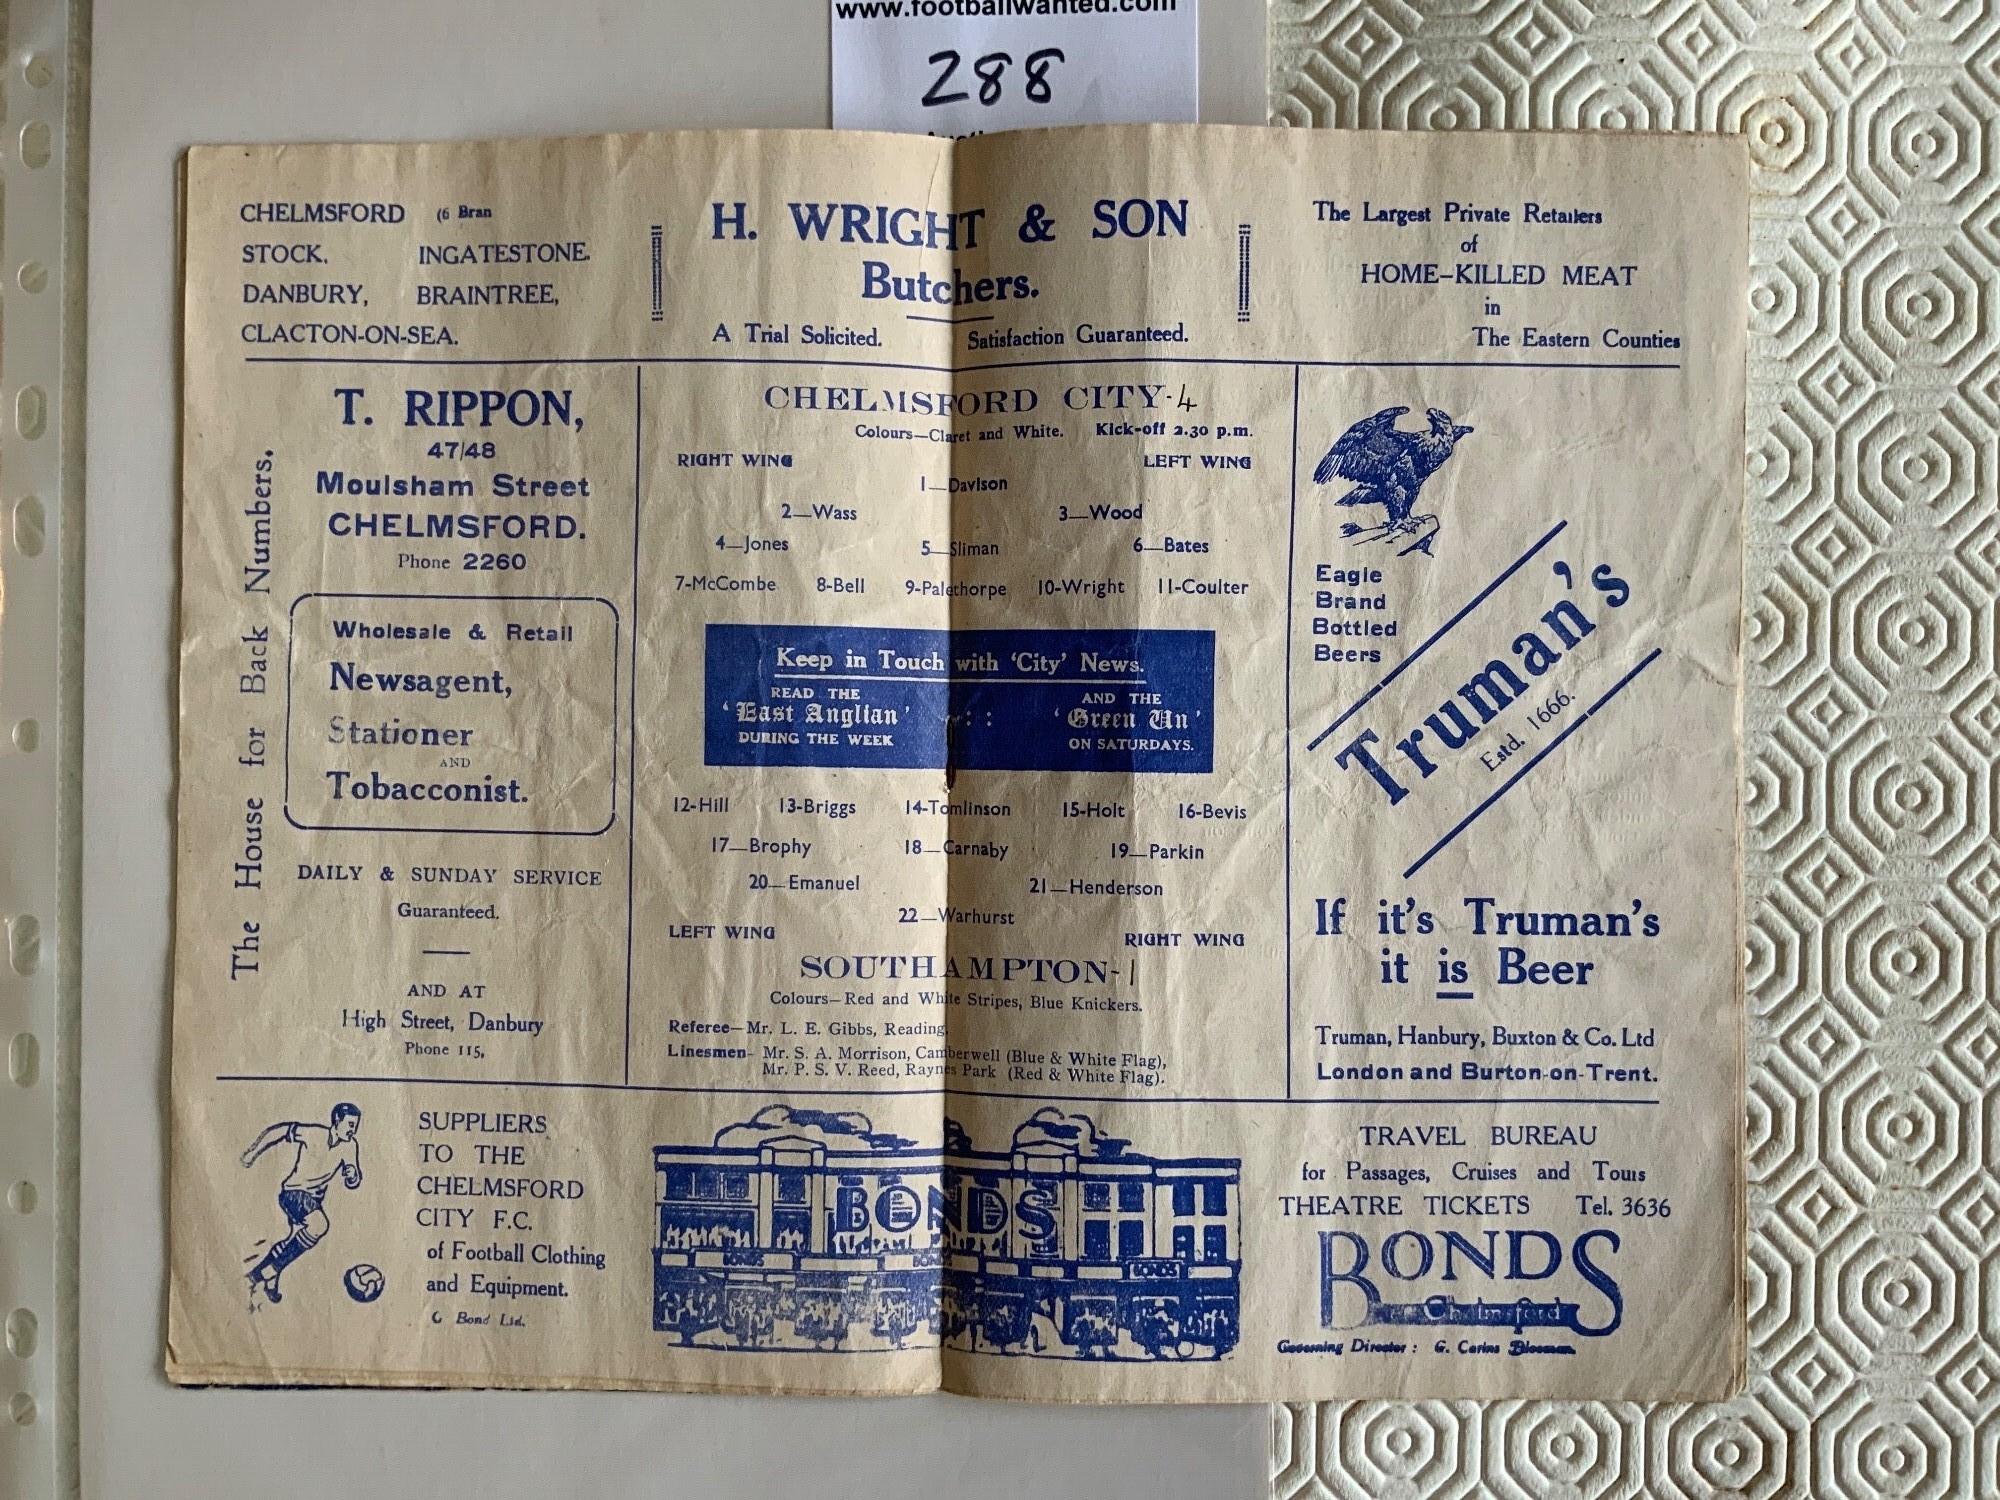 www.footballwanted.com
288
CHELMSFORD (6 Bran
STOCK. INGATESTONE.
DANBURY, BRAINTREE,
CLACTON-ON-SEA.
H. WRIGHT & SON
Butchers.
A Trial Solicited. Satisfaction Guaranteed.
The Largest Private Retailers
of
HOME-KILLED MEAT
in
The Eastern Counties
The House for Back Numbers.
T. RIPPON,
47/48
Moulsham Street
CHELMSFORD.
Phone 2260
Wholesale & Retail
Newsagent,
Stationer
AND
Tobacconist.
DAILY & SUNDAY SERVICE
Guaranteed.
AND AT
High Street, Danbury
Phone 115.
CHELMSFORD CITY-4
Colours—Claret and White. Kick-off 2.30 p.m.
RIGHT WING LEFT WING
1—Davison
2—Wass 3—Wood
4—Jones 5—Sliman 6—Bates
7-McCombe 8-Bell 9-Palethorpe 10-Wright 11-Coulter
Keep in Touch with 'City' News.
READ THE
'East Anglian'
DURING THE WEEK
: :
AND THE
'Green Un'
ON SATURDAYS.
12-Hill 13-Briggs 14-Tomlinson 15-Holt 16-Bevis
17—Brophy 18—Carnaby 19—Parkin
20—Emanuel 21—Henderson
22—Warhurst
LEFT WING RIGHT WING
SOUTHAMPTON-1
Colours—Red and White Stripes, Blue Knickers.
Referee—Mr. L. E. Gibbs, Reading.
Linesmen- Mr. S. A. Morrison, Camberwell (Blue & White Flag),
Mr. P. S. V. Reed, Raynes Park (Red & White Flag).
Eagle
Brand
Bottled
Beers
Truman's
Estd. 1666.
If it's Truman's
it is Beer
Truman, Hanbury, Buxton & Co. Ltd
London and Burton-on-Trent.
SUPPLIERS
TO THE
CHELMSFORD
CITY F.C.
of Football Clothing
and Equipment.
Bond Ltd.
BONDS
BONDS BONDS BONDS
TRAVEL BUREAU
for Passages, Cruises and Tours
THEATRE TICKETS Tel. 3636
BONDS
Chelmsford
Governing Director : G. Carins